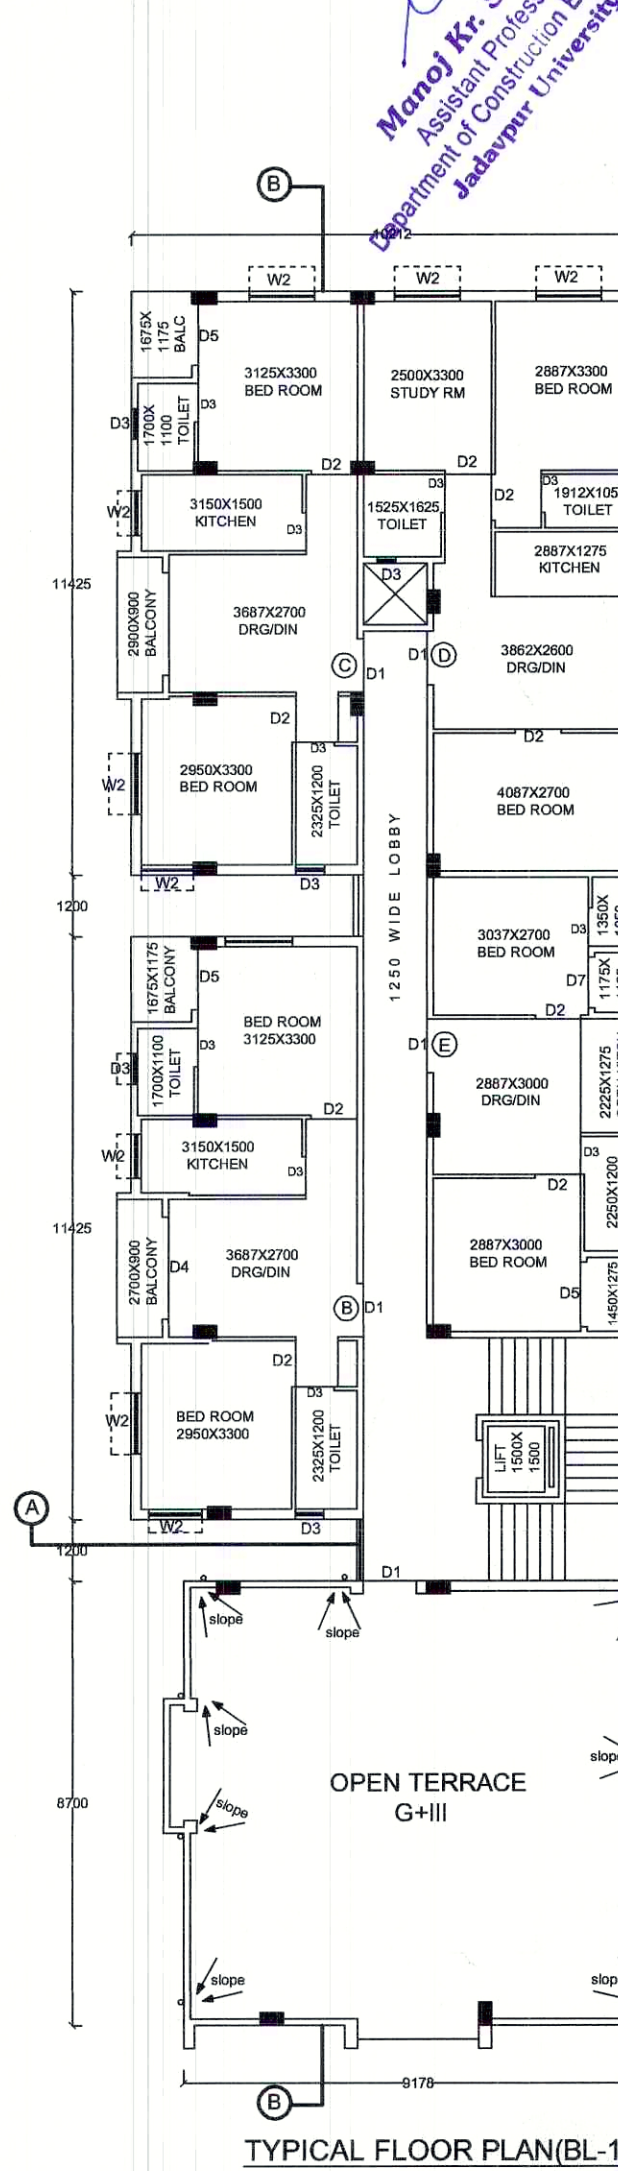 Manoj Kr.
Assistant
Department of Construction
Jadavpur University
B
10212
W2
W2
W2
1675X
1175
BALC
D5
3125X3300
BED ROOM
2500X3300
STUDY RM
2887X3300
BED ROOM
D3
1700X
1100
TOILET
D3
D2
D2
W2
3150X1500
KITCHEN
D3
1525X1625
TOILET
D3
D2
D3
TOILET
2887X1275
KITCHEN
D3
11425
2900X900
BALCONY
3687X2700
DRG/DIN
C
D1
D1
D
3862X2600
DRG/DIN
D2
D2
D3
W2
2950X3300
BED ROOM
2325X1200
TOILET
4087X2700
BED ROOM
W2
D3
1250 WIDE LOBBY
1200
1675X1175
BALCONY
D5
3037X2700
BED ROOM
D3
1350X
D7
1175X
D2
BED ROOM
3125X3300
D3
1700X1100
TOILET
D3
D2
D1
E
2887X3000
DRG/DIN
2225X1275
W2
3150X1500
KITCHEN
D3
D3
2250X1200
D2
11425
2700X900
BALCONY
D4
3687X2700
DRG/DIN
2887X3000
BED ROOM
D5
1450X1275
B
D1
D2
D3
W2
BED ROOM
2950X3300
2325X1200
TOILET
LIFT
1500X
1500
A
W2
D3
1200
D1
slope
slope
slope
slope
OPEN TERRACE
G+III
8700
slope
slope
9178
B
TYPICAL FLOOR PLAN(BL-1